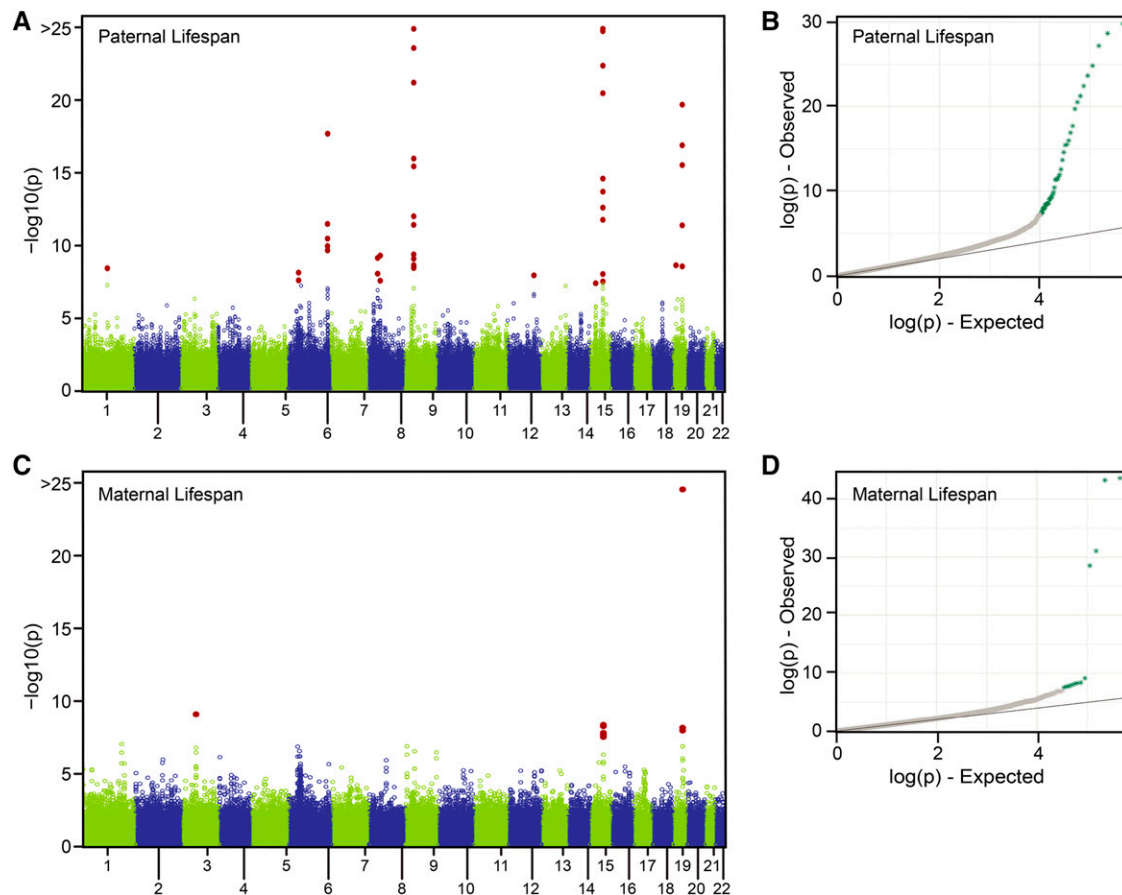 A
Paternal Lifespan
−log10(p)
>25
20
15
10
5
0
1 3 5 6 7 9 11 12 13 15 17 19 21
2 4 8 10 14 16 18 20 22
B
Paternal Lifespan
log(p) - Observed
30
20
10
0
0 2 4
log(p) - Expected
C
Maternal Lifespan
−log10(p)
>25
20
15
10
5
0
1 3 5 6 7 9 11 12 13 15 17 19 21
2 4 8 10 14 16 18 20 22
D
Maternal Lifespan
log(p) - Observed
40
30
20
10
0
0 2 4
log(p) - Expected